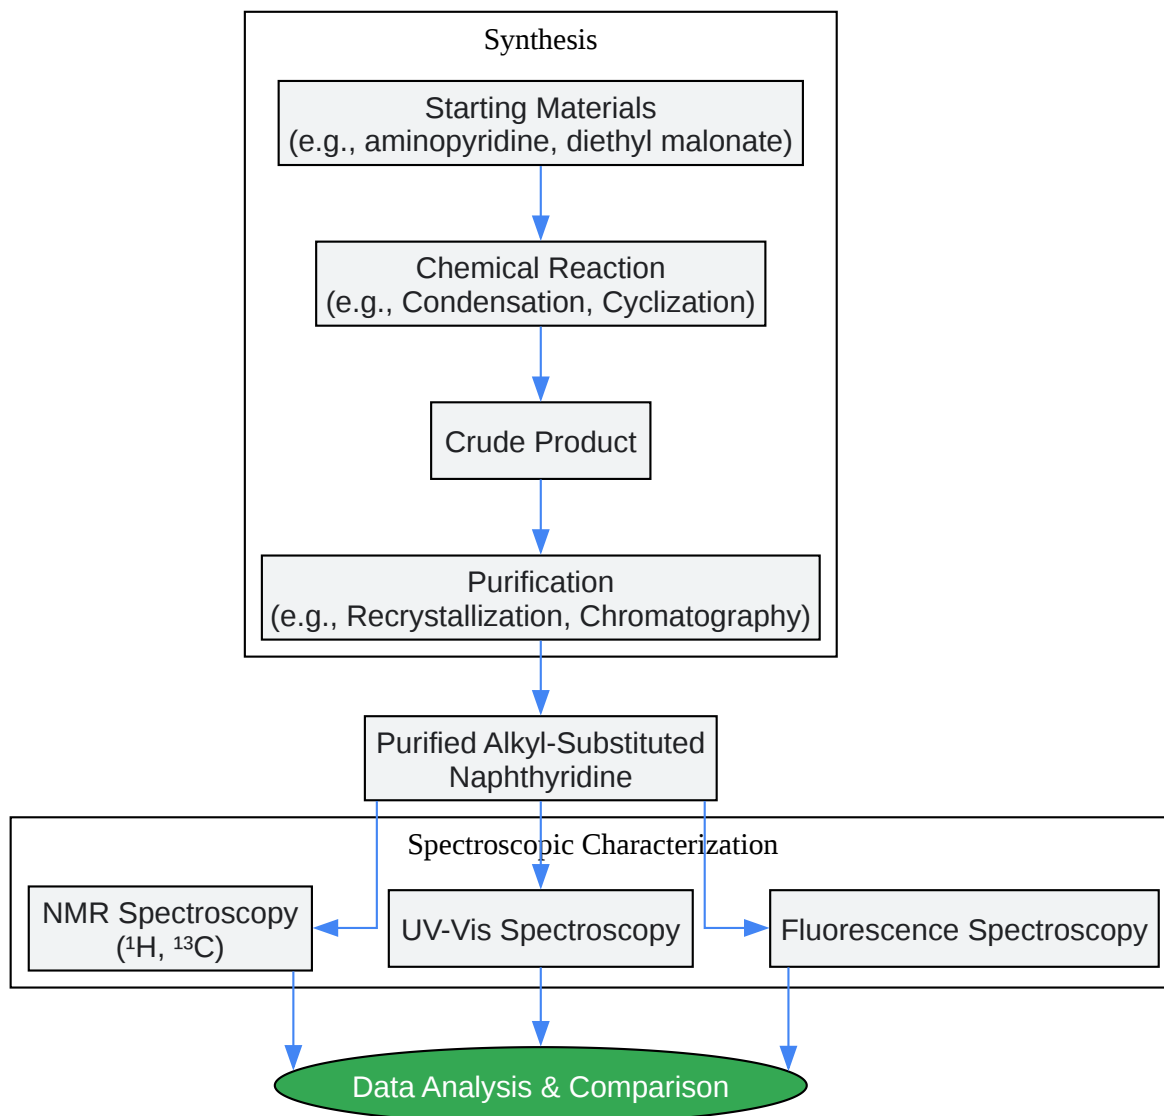 Synthesis
Starting Materials
(e.g., aminopyridine, diethyl malonate)
Chemical Reaction
(e.g., Condensation, Cyclization)
Crude Product
Purification
(e.g., Recrystallization, Chromatography)
Purified Alkyl-Substituted
Naphthyridine
Spectroscopic Characterization
NMR Spectroscopy
(¹H, ¹³C)
UV-Vis Spectroscopy
Fluorescence Spectroscopy
Data Analysis & Comparison